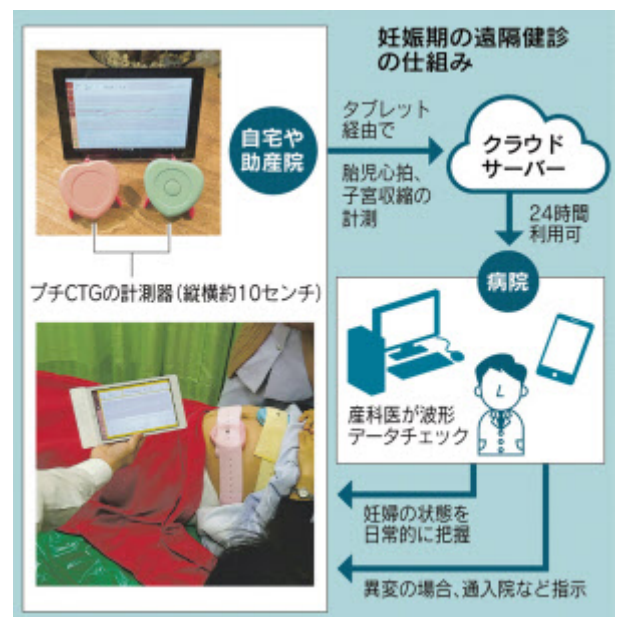 妊娠期の遠隔健診
の仕組み
自宅や
助産院
タブレット
経由で
胎児心拍、
子宮収縮の
計測
クラウド
サーバー
24時間
利用可
プチCTGの計測器(縦横約10センチ)
病院
産科医が波形
データチェック
妊婦の状態を
日常的に把握
異変の場合、通入院など指示